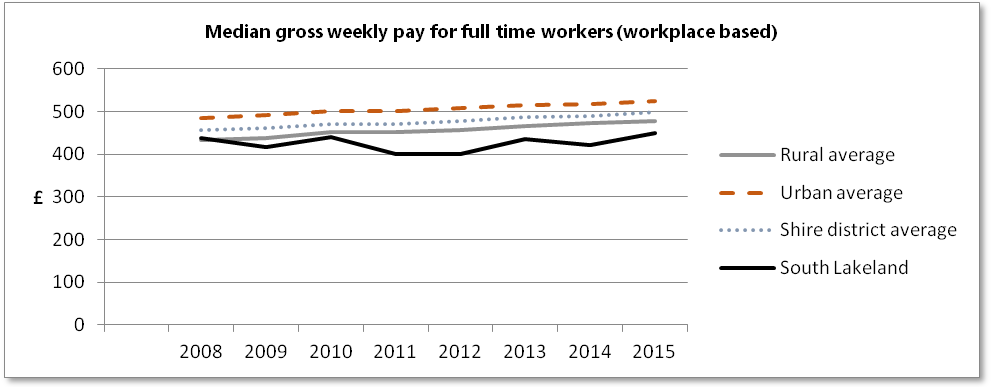 Median gross weekly pay for full time workers (workplace based)
600
500
400
300
200
100
0
£
2008 2009 2010 2011 2012 2013 2014 2015
Rural average
Urban average
Shire district average
South Lakeland